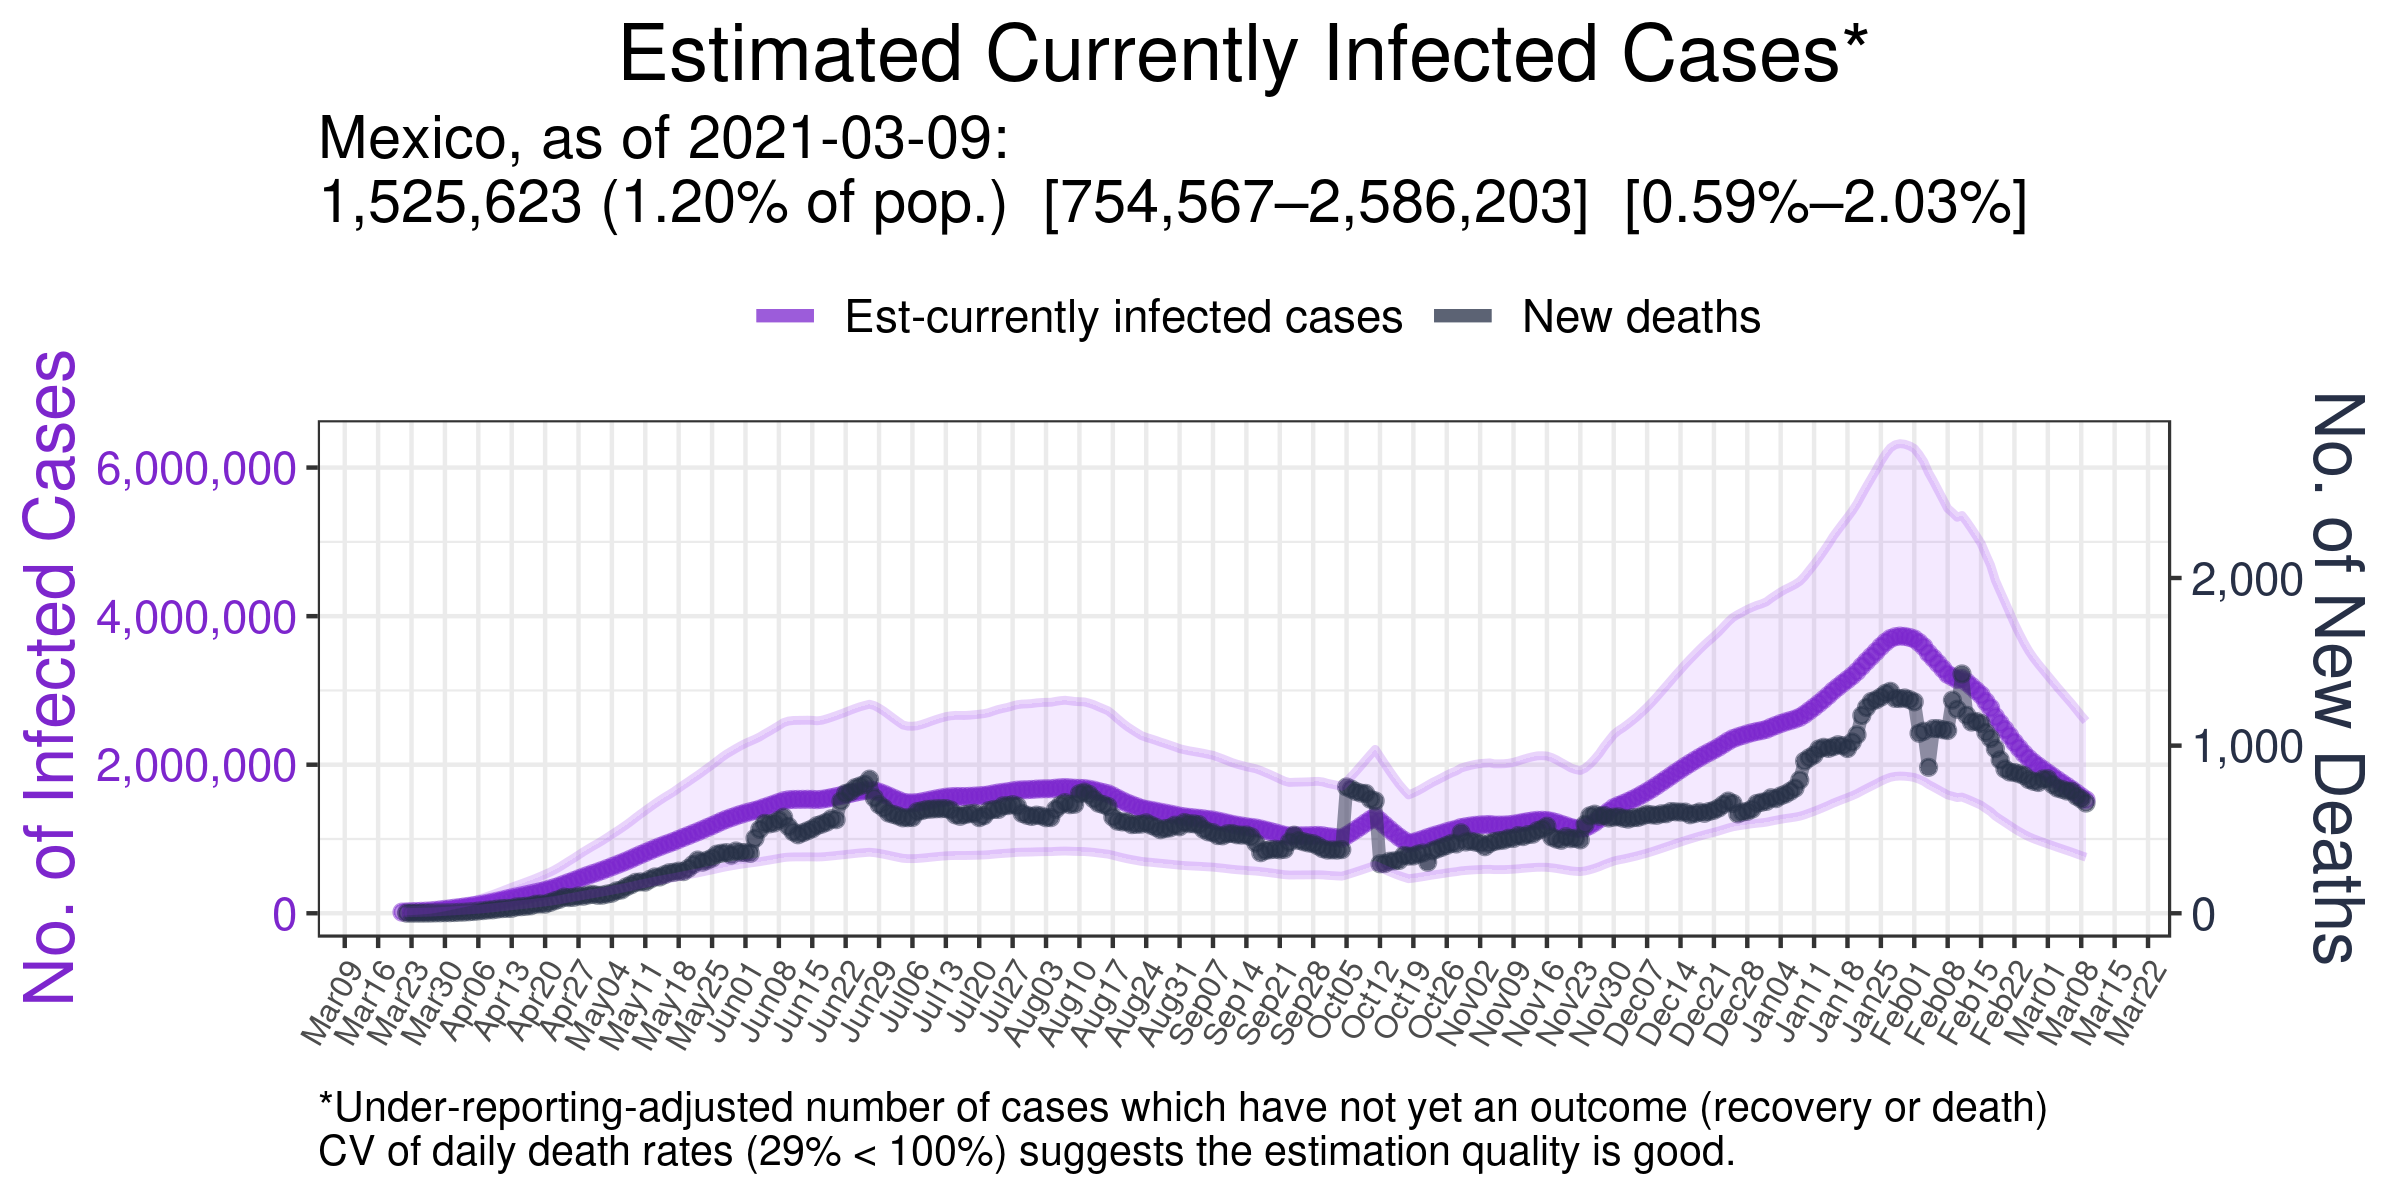 Estimated Currently Infected Cases*
Mexico, as of 2021-03-09:
1,525,623 (1.20% of pop.) [754,567–2,586,203] [0.59%–2.03%]
Est-currently infected cases New deaths
No. of Infected Cases
6,000,000
4,000,000
2,000,000
0
2,000
1,000
0
No. of New Deaths
Mar09 Mar16 Mar23 Mar30 Apr06 Apr13 Apr20 Apr27 May04 May11 May18 May25 Jun01 Jun08 Jun15 Jun22 Jun29 Jul06 Jul13 Jul20 Jul27 Aug03 Aug10 Aug17 Aug24 Aug31 Sep07 Sep14 Sep21 Sep28 Oct05 Oct12 Oct19 Oct26 Nov02 Nov09 Nov16 Nov23 Nov30 Dec07 Dec14 Dec21 Dec28 Jan04 Jan11 Jan18 Jan25 Feb01 Feb08 Feb15 Feb22 Mar01 Mar08 Mar15 Mar22
*Under-reporting-adjusted number of cases which have not yet an outcome (recovery or death)
CV of daily death rates (29% < 100%) suggests the estimation quality is good.